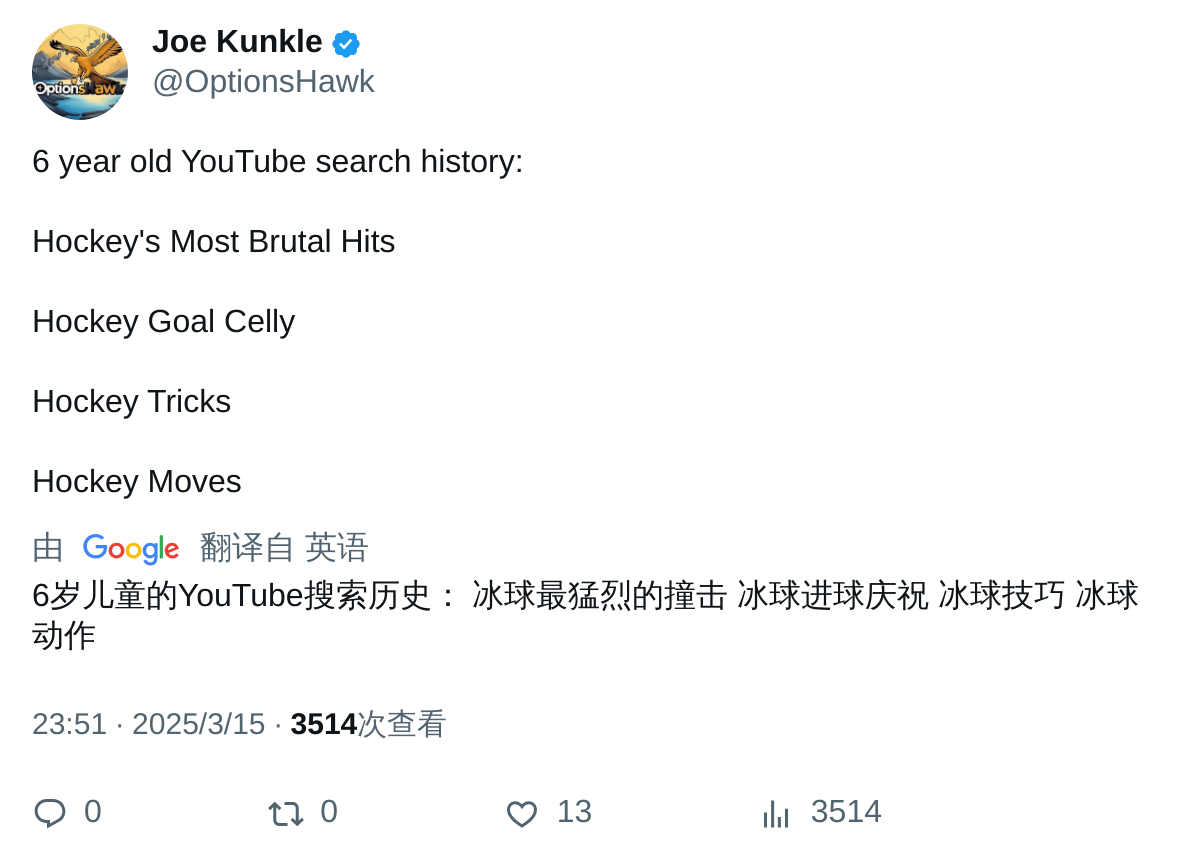 OptionsHawk
Joe Kunkle
@OptionsHawk
6 year old YouTube search history:
Hockey's Most Brutal Hits
Hockey Goal Celly
Hockey Tricks
Hockey Moves
由 Google 翻译自 英语
6岁儿童的YouTube搜索历史： 冰球最猛烈的撞击 冰球进球庆祝 冰球技巧 冰球
动作
23:51 · 2025/3/15 · 3514次查看
0 0 13 3514